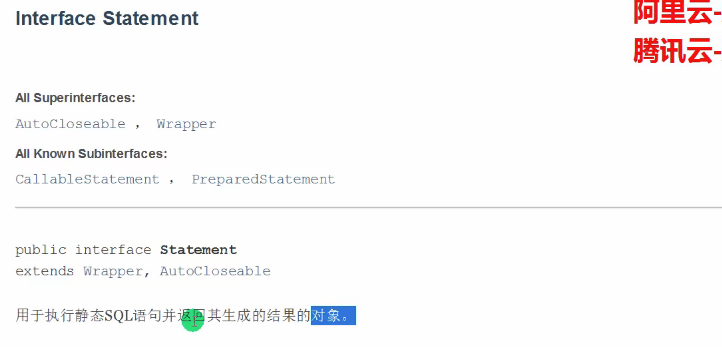 Interface Statement
阿里云-
腾讯云-
All Superinterfaces:
AutoCloseable ， Wrapper
All Known Subinterfaces:
CallableStatement ， PreparedStatement
public interface Statement
extends Wrapper, AutoCloseable
用于执行静态SQL语句并返回其生成的结果的对象。